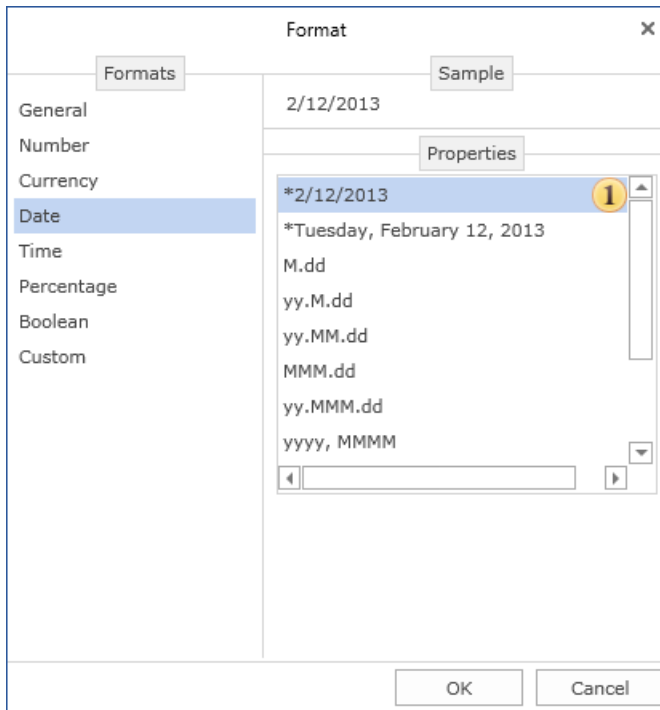 Format
Formats
General
Number
Currency
Date
Time
Percentage
Boolean
Custom
Sample
2/12/2013
Properties
*2/12/2013
1
*Tuesday, February 12, 2013
M.dd
yy.M.dd
yy.MM.dd
MMM.dd
yy.MMM.dd
yyyy, MMMM
OK
Cancel